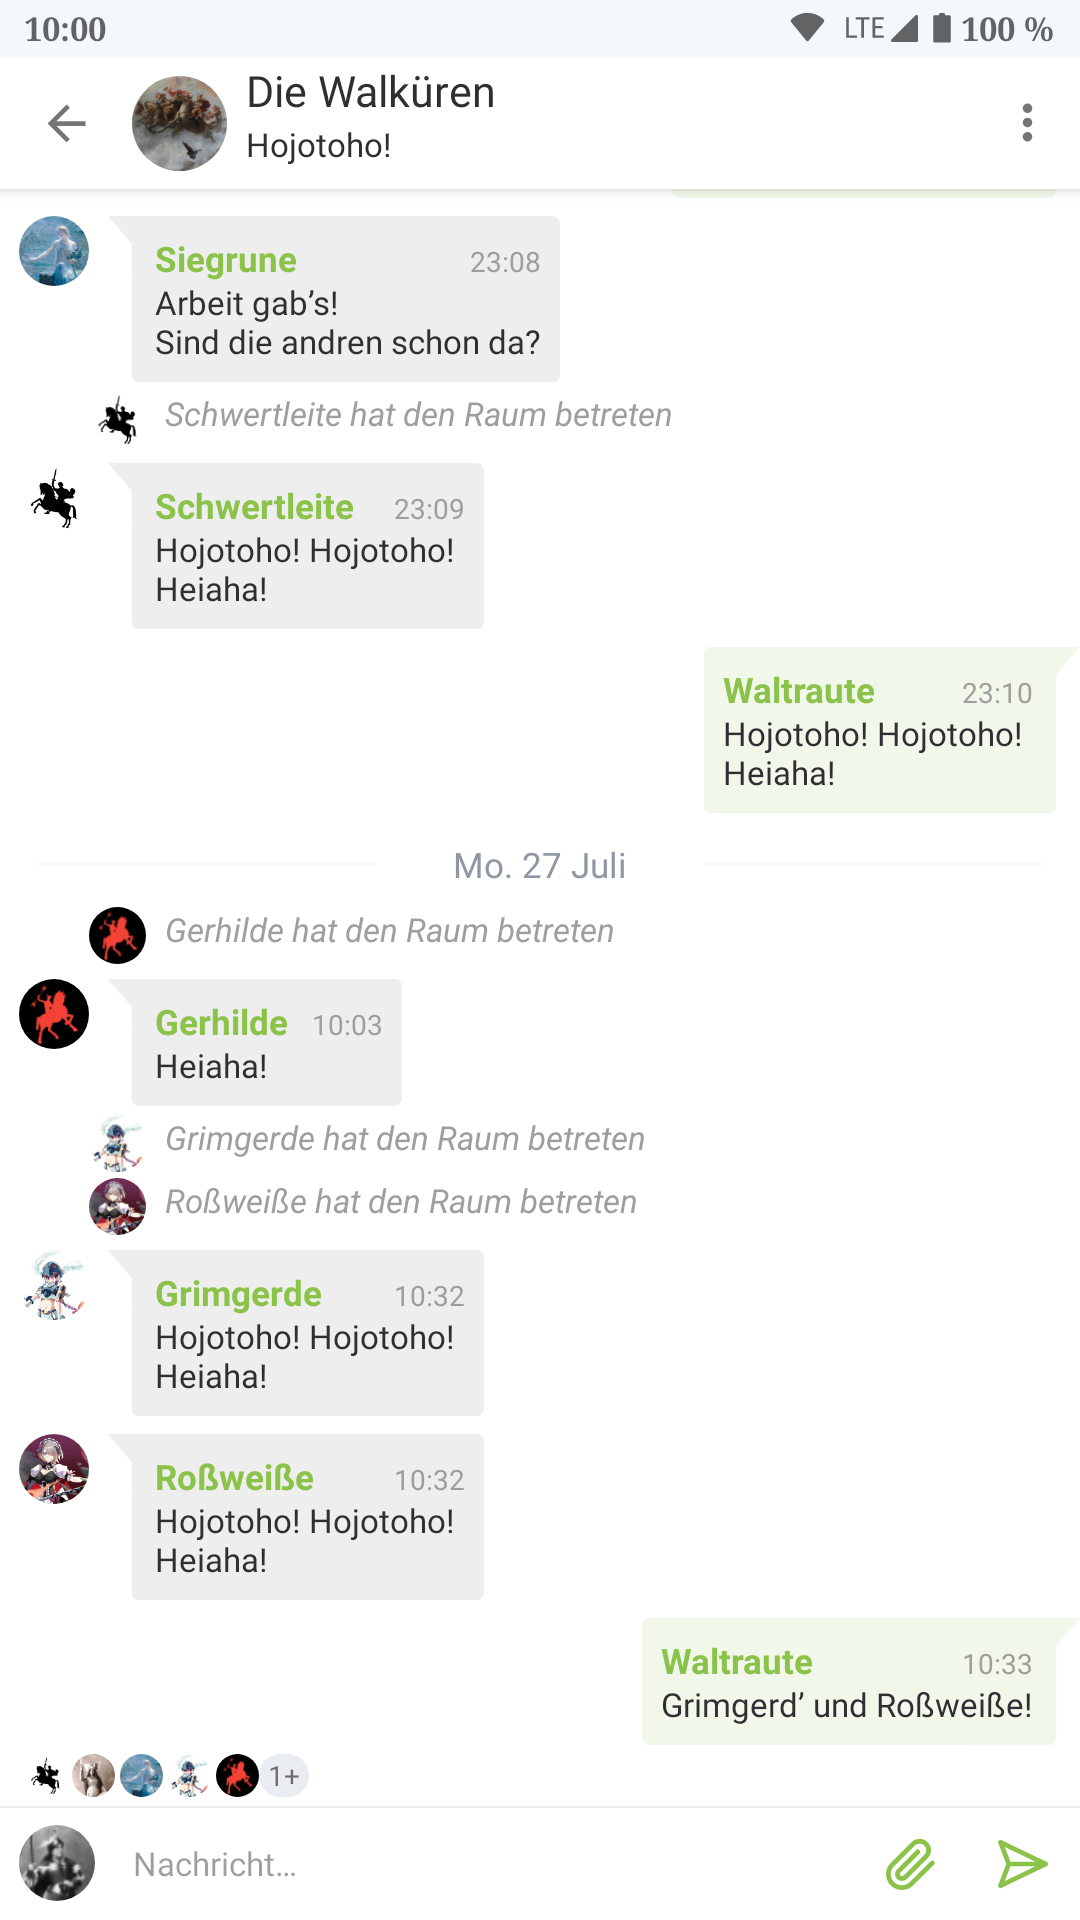 10:00 LTE 100 %
Die Walküren
Hojotoho!
Siegrune 23:08
Arbeit gab’s!
Sind die andren schon da?
Schwertleite hat den Raum betreten
Schwertleite 23:09
Hojotoho! Hojotoho!
Heiaha!
Waltraute 23:10
Hojotoho! Hojotoho!
Heiaha!
Mo. 27 Juli
Gerhilde hat den Raum betreten
Gerhilde 10:03
Heiaha!
Grimgerde hat den Raum betreten
Roßweiße hat den Raum betreten
Grimgerde 10:32
Hojotoho! Hojotoho!
Heiaha!
Roßweiße 10:32
Hojotoho! Hojotoho!
Heiaha!
Waltraute 10:33
Grimgerd’ und Roßweiße!
1+
Nachricht…